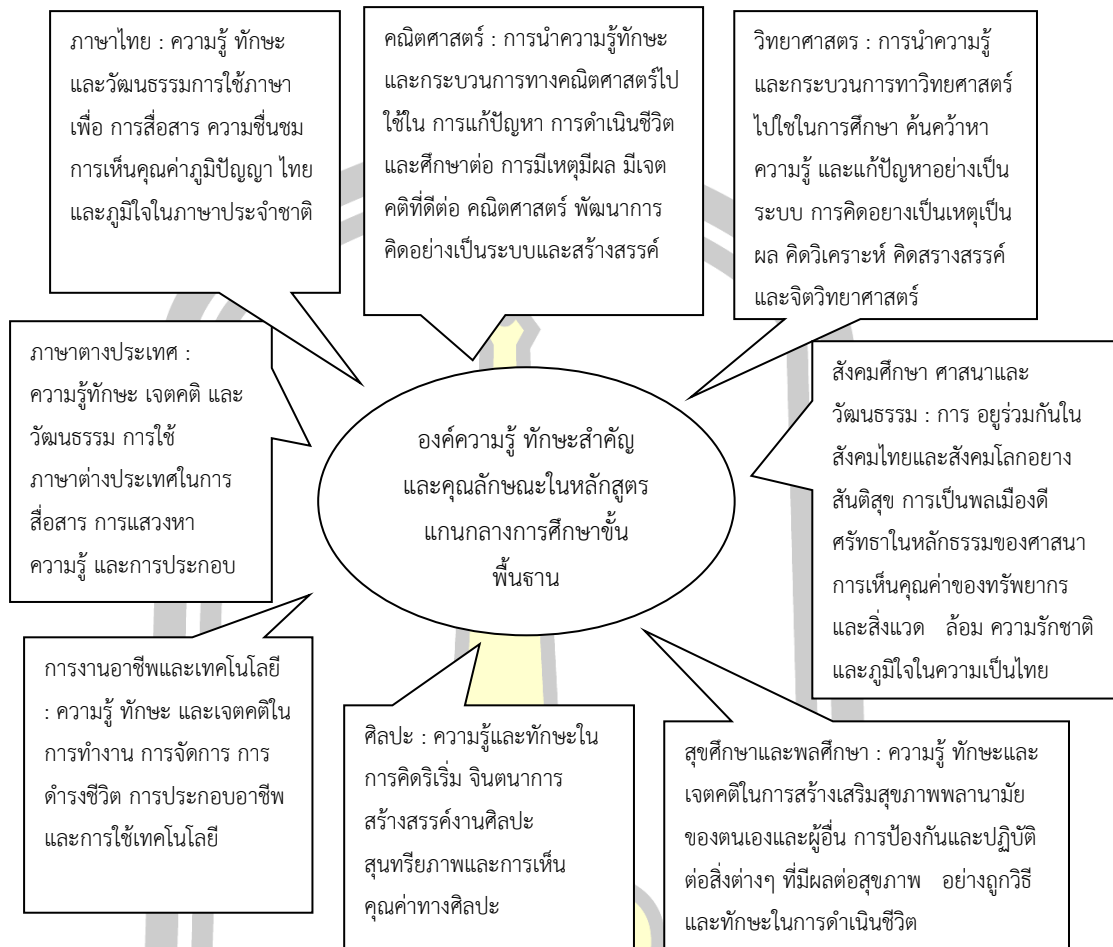 ภาษาไทย : ความรู้ ทักษะ
และวัฒนธรรมการใช้ภาษา
เพื่อ การสื่อสาร ความชื่นชม
การเห็นคุณค่าภูมิปัญญา ไทย
และภูมิใจในภาษาประจำชาติ
คณิตศาสตร์ : การนำความรู้ทักษะ
และกระบวนการทางคณิตศาสตร์ไป
ใช้ใน การแก้ปัญหา การดำเนินชีวิต
และศึกษาต่อ การมีเหตุมีผล มีเจต
คติที่ดีต่อ คณิตศาสตร์ พัฒนาการ
คิดอย่างเป็นระบบและสร้างสรรค์
วิทยาศาสตร : การนำความรู้
และกระบวนการทาวิทยศาสตร์
ไปใชในการศึกษา ค้นคว้าหา
ความรู้ และแก้ปัญหาอย่างเป็น
ระบบ การคิดอยางเป็นเหตุเป็น
ผล คิดวิเคราะห์ คิดสรางสรรค์
และจิตวิทยาศาสตร์
ภาษาตางประเทศ :
ความรู้ทักษะ เจตคติ และ
วัฒนธรรม การใช้
ภาษาต่างประเทศในการ
สื่อสาร การแสวงหา
ความรู้ และการประกอบ
องค์ความรู้ ทักษะสำคัญ
และคุณลักษณะในหลักสูตร
แกนกลางการศึกษาขั้น
พื้นธาน
สังคมศึกษา ศาสนาและ
วัฒนธรรม : การ อยูร่วมกันใน
สังคมไทยและสังคมโลกอยาง
สันติสุข การเป็นพลเมืองดี
ศรัทธาในหลักธรรมของศาสนา
การเห็นคุณค่าของทรัพยากร
และสิ่งแวด ล้อม ความรักชาติ
และภูมิใจในความเป็นไทย
การงานอาชีพและเทคโนโลยี
: ความรู้ ทักษะ และเจตคติใน
การทำงาน การจัดการ การ
ดำรงชีวิต การประกอบอาชีพ
และการใช้เทคโนโลยี
ศิลปะ : ความรู้และทักษะใน
การคิดริเริ่ม จินตนาการ
สร้างสรรค์งานศิลปะ
สุนทรียภาพและการเห็น
คุณค่าทางศิลปะ
สุขศึกษาและพลศึกษา : ความรู้ ทักษะและ
เจตคติในการสร้างเสริมสุขภาพพลานามัย
ของตนเองและผู้อื่น การป้องกันและปฏิบัติ
ต่อสิ่งต่างๆ ที่มีผลต่อสุขภาพ อย่างถูกวิธี
และทักษะในการดำเนินชีวิต